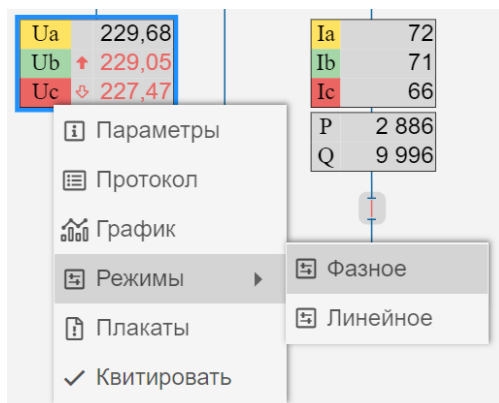 Ua 229,68
Ub 229,05
Uc 227,47
Ia 72
Ib 71
Ic 66
P 2 886
Q 9 996
Параметры
Протокол
График
Режимы
Фазное
Линейное
Плакаты
Квитировать